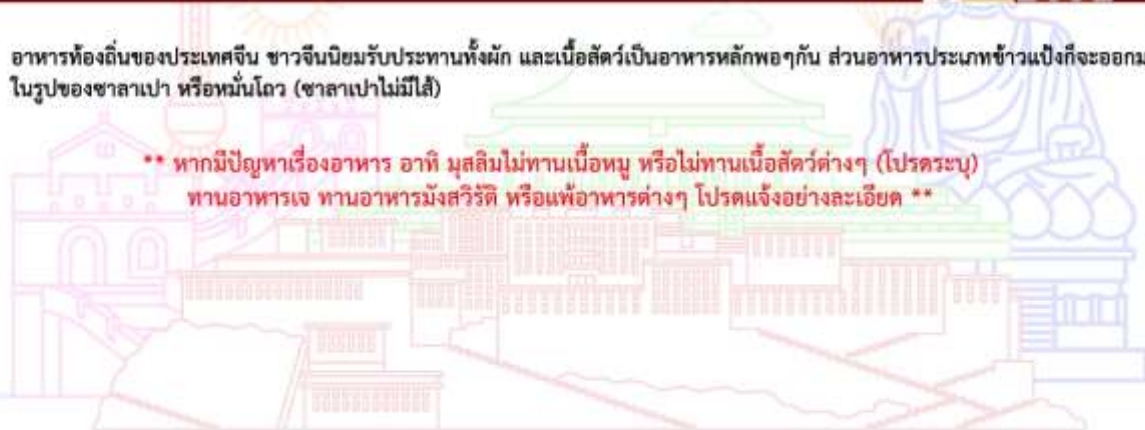 อาหารท้องถิ่นของประเทศจีน ชาวจีนนิยมรับประทานทั้งผัก และเนื้อสัตว์เป็นอาหารหลักพอๆกัน ส่วนอาหารประเภทข้าวแป้งก็จะออกม
ในรูปของซาลาเปา หรือหมั่นโถว (ซาลาเปาไม่มีไส้)
** หากมีปัญหาเรื่องอาหาร อาทิ มุสลิมไม่ทานเนื้อหมู หรือไม่ทานเนื้อสัตว์ต่างๆ (โปรดระบุ)
ทานอาหารเจ ทานอาหารมังสวิรัติ หรือแพ้อาหารต่างๆ โปรดแจ้งอย่างละเอียด **